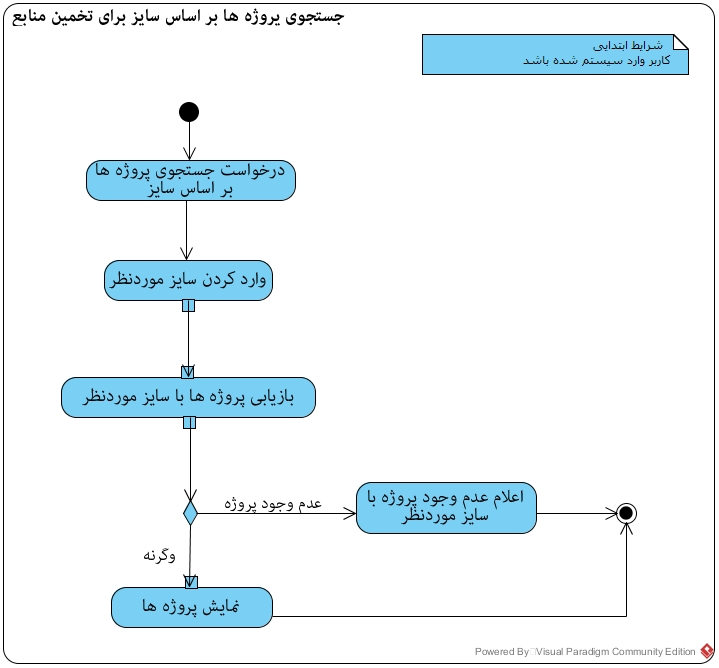 جستجوی پروژه ها بر اساس سایز برای تخمین منابع
شرایط ابتدایی
کاربر وارد سیستم شده باشد
درخواست جستجوی پروژه ها
بر اساس سایز
وارد کردن سایز موردنظر
بازیابی پروژه ها با سایز موردنظر
عدم وجود پروژه
اعلام عدم وجود پروژه با
سایز موردنظر
وگرنه
نمایش پروژه ها
Powered By Visual Paradigm Community Edition